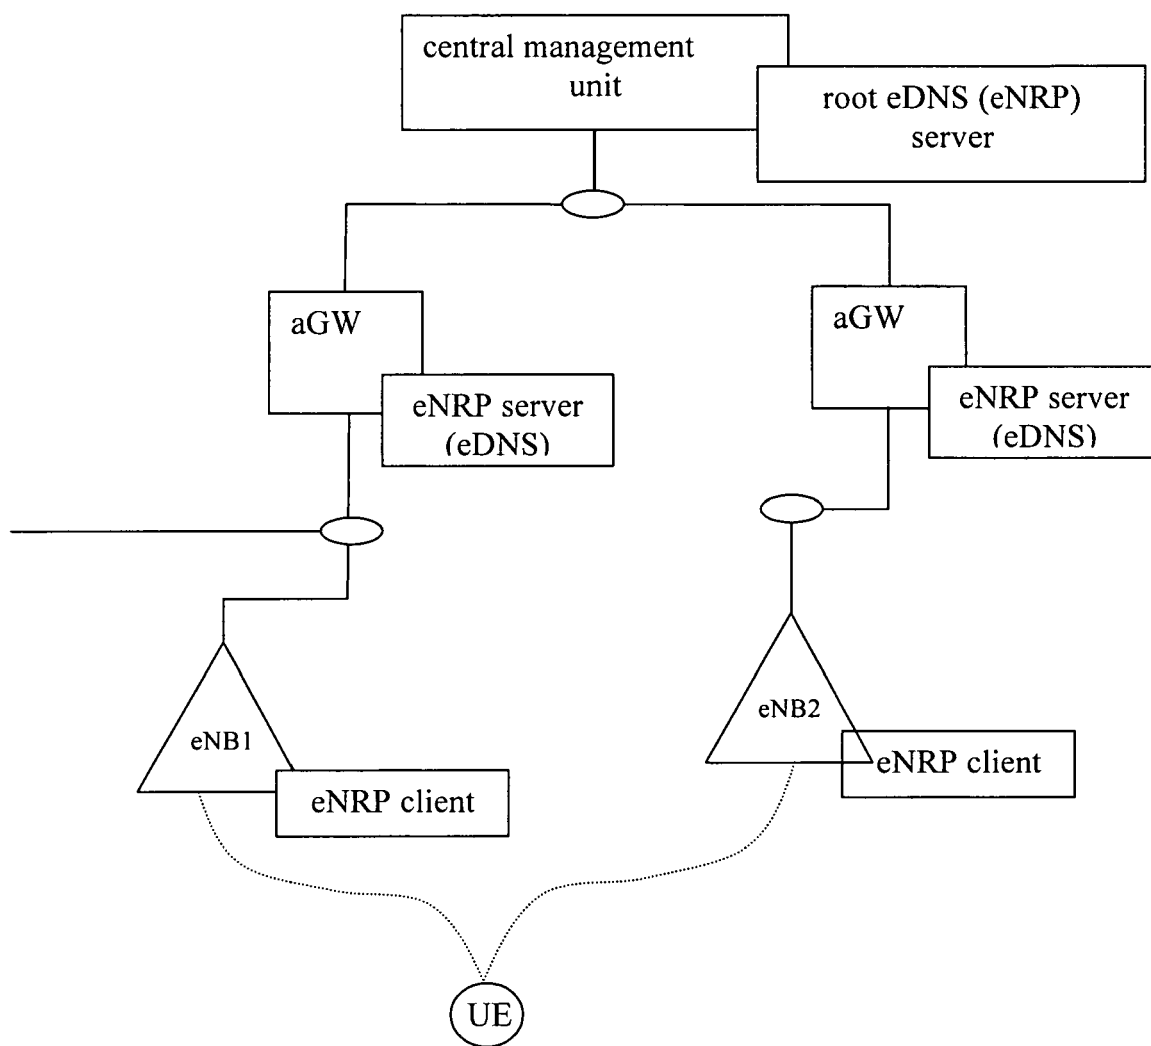 central management
unit
root eDNS (eNRP)
server
aGW
eNRP server
(eDNS)
aGW
eNRP server
(eDNS)
eNB1
eNRP client
eNB2
eNRP client
UE